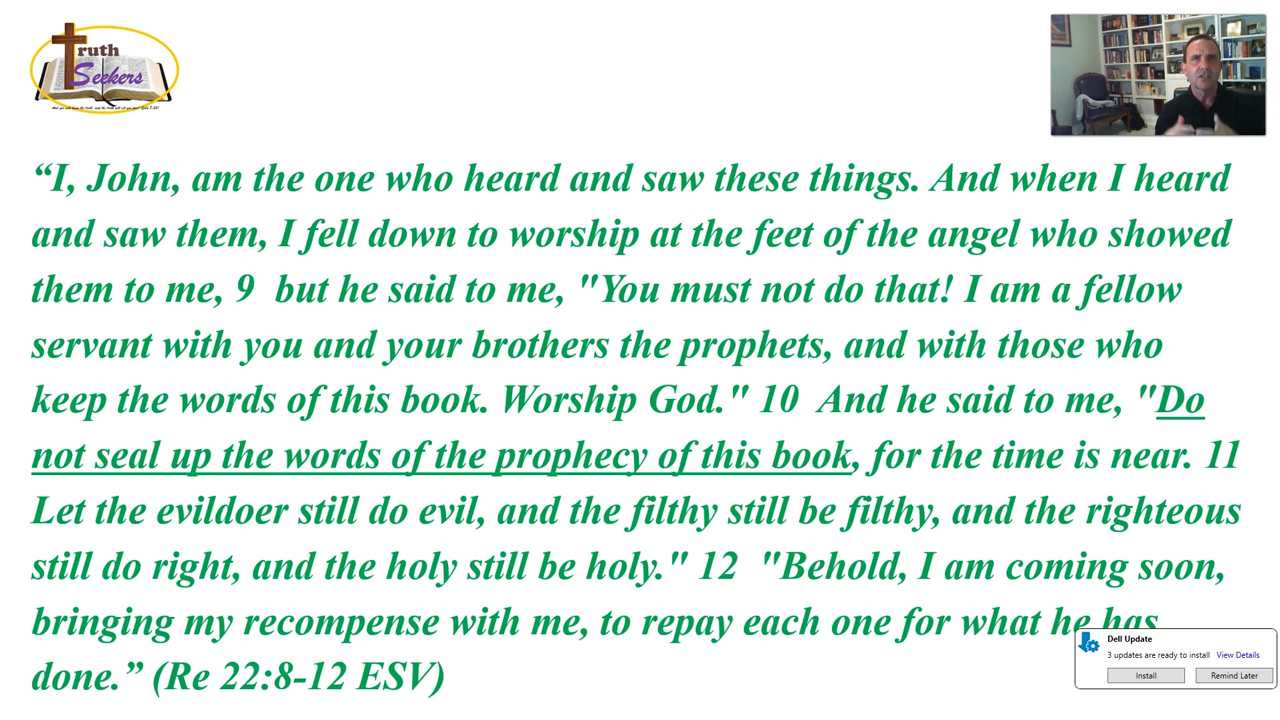 Truth
Seekers
“I, John, am the one who heard and saw these things. And when I heard
and saw them, I fell down to worship at the feet of the angel who showed
them to me, 9  but he said to me, "You must not do that! I am a fellow
servant with you and your brothers the prophets, and with those who
keep the words of this book. Worship God." 10  And he said to me, "Do
not seal up the words of the prophecy of this book, for the time is near. 11
Let the evildoer still do evil, and the filthy still be filthy, and the righteous
still do right, and the holy still be holy." 12  "Behold, I am coming soon,
bringing my recompense with me, to repay each one for what he has
done.” (Re 22:8-12 ESV)
Dell Update
3 updates are ready to install View Details
Install Remind Later